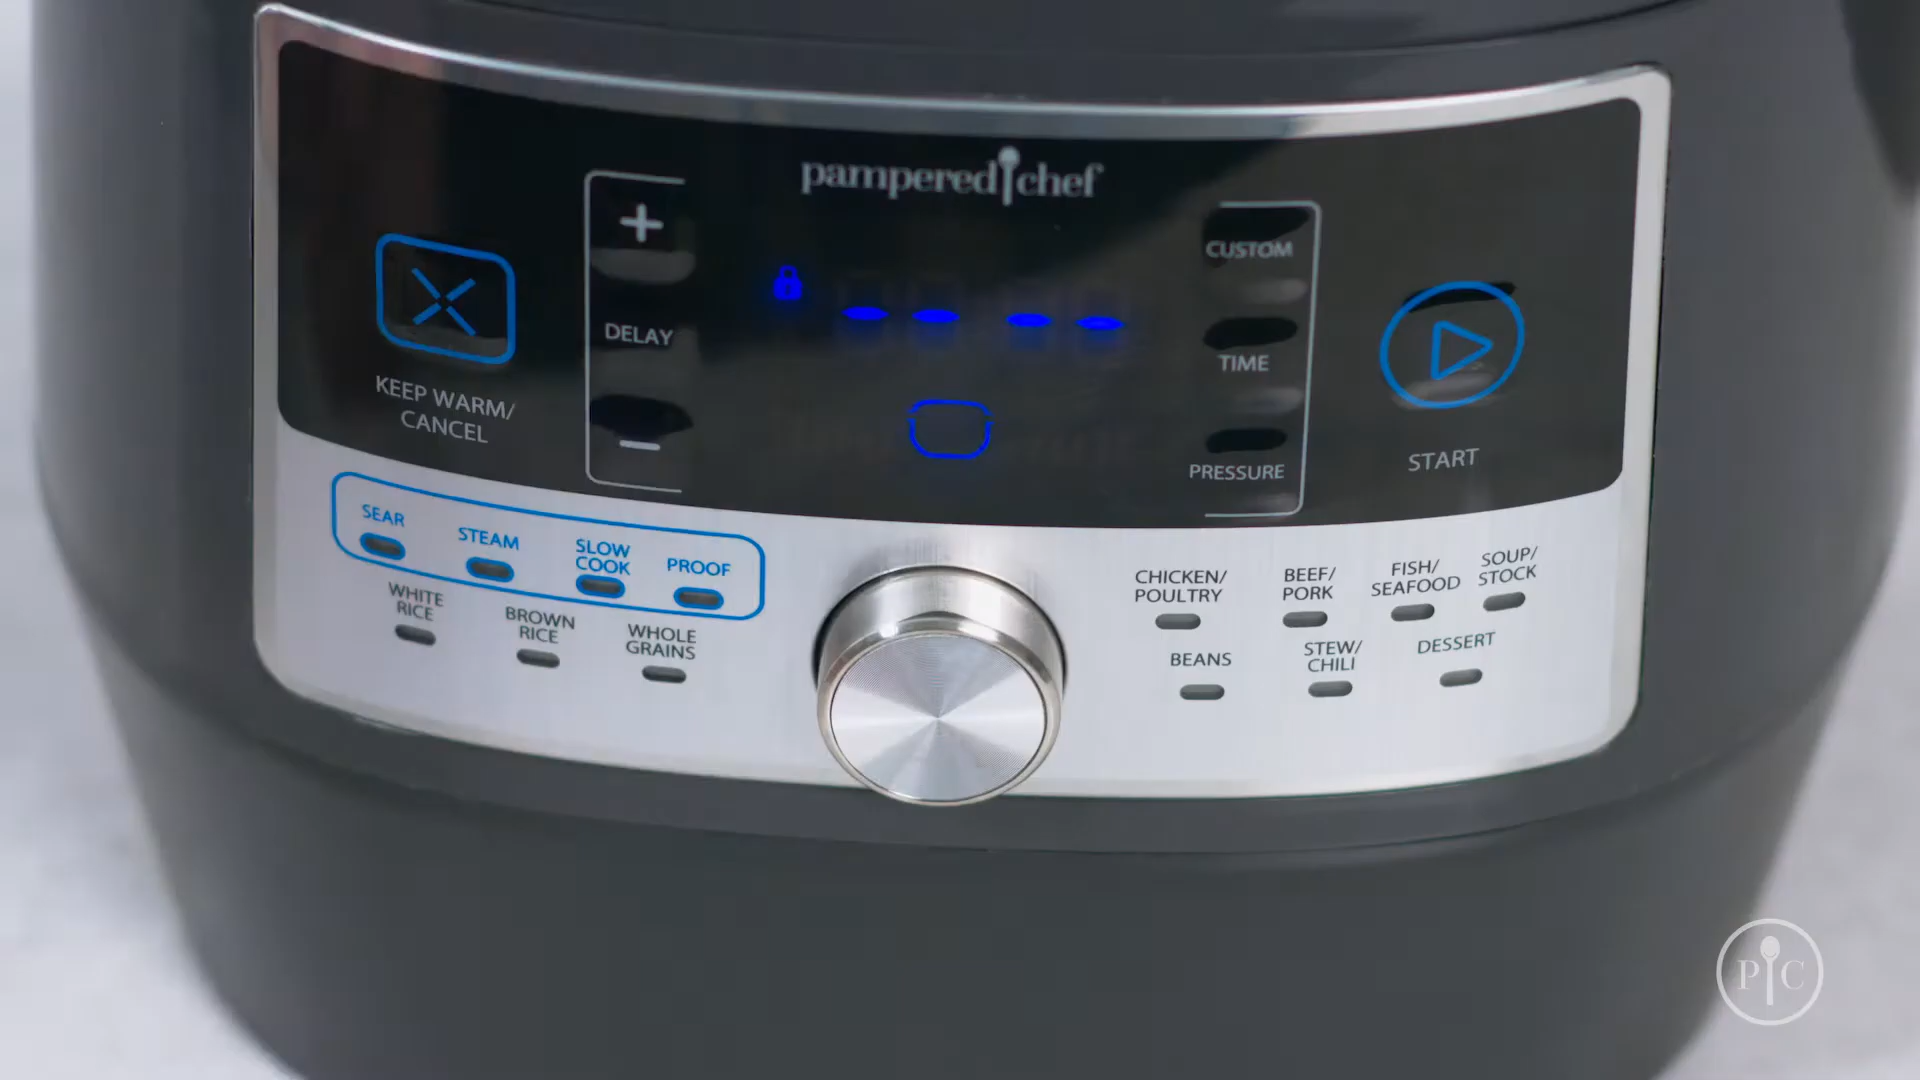 pampered chef
+
DELAY
−
KEEP WARM/
CANCEL
CUSTOM
TIME
PRESSURE
START
- - - -
SEAR
STEAM
SLOW
COOK
PROOF
WHITE
RICE
BROWN
RICE
WHOLE
GRAINS
CHICKEN/
POULTRY
BEEF/
PORK
FISH/
SEAFOOD
SOUP/
STOCK
BEANS
STEW/
CHILI
DESSERT
P C